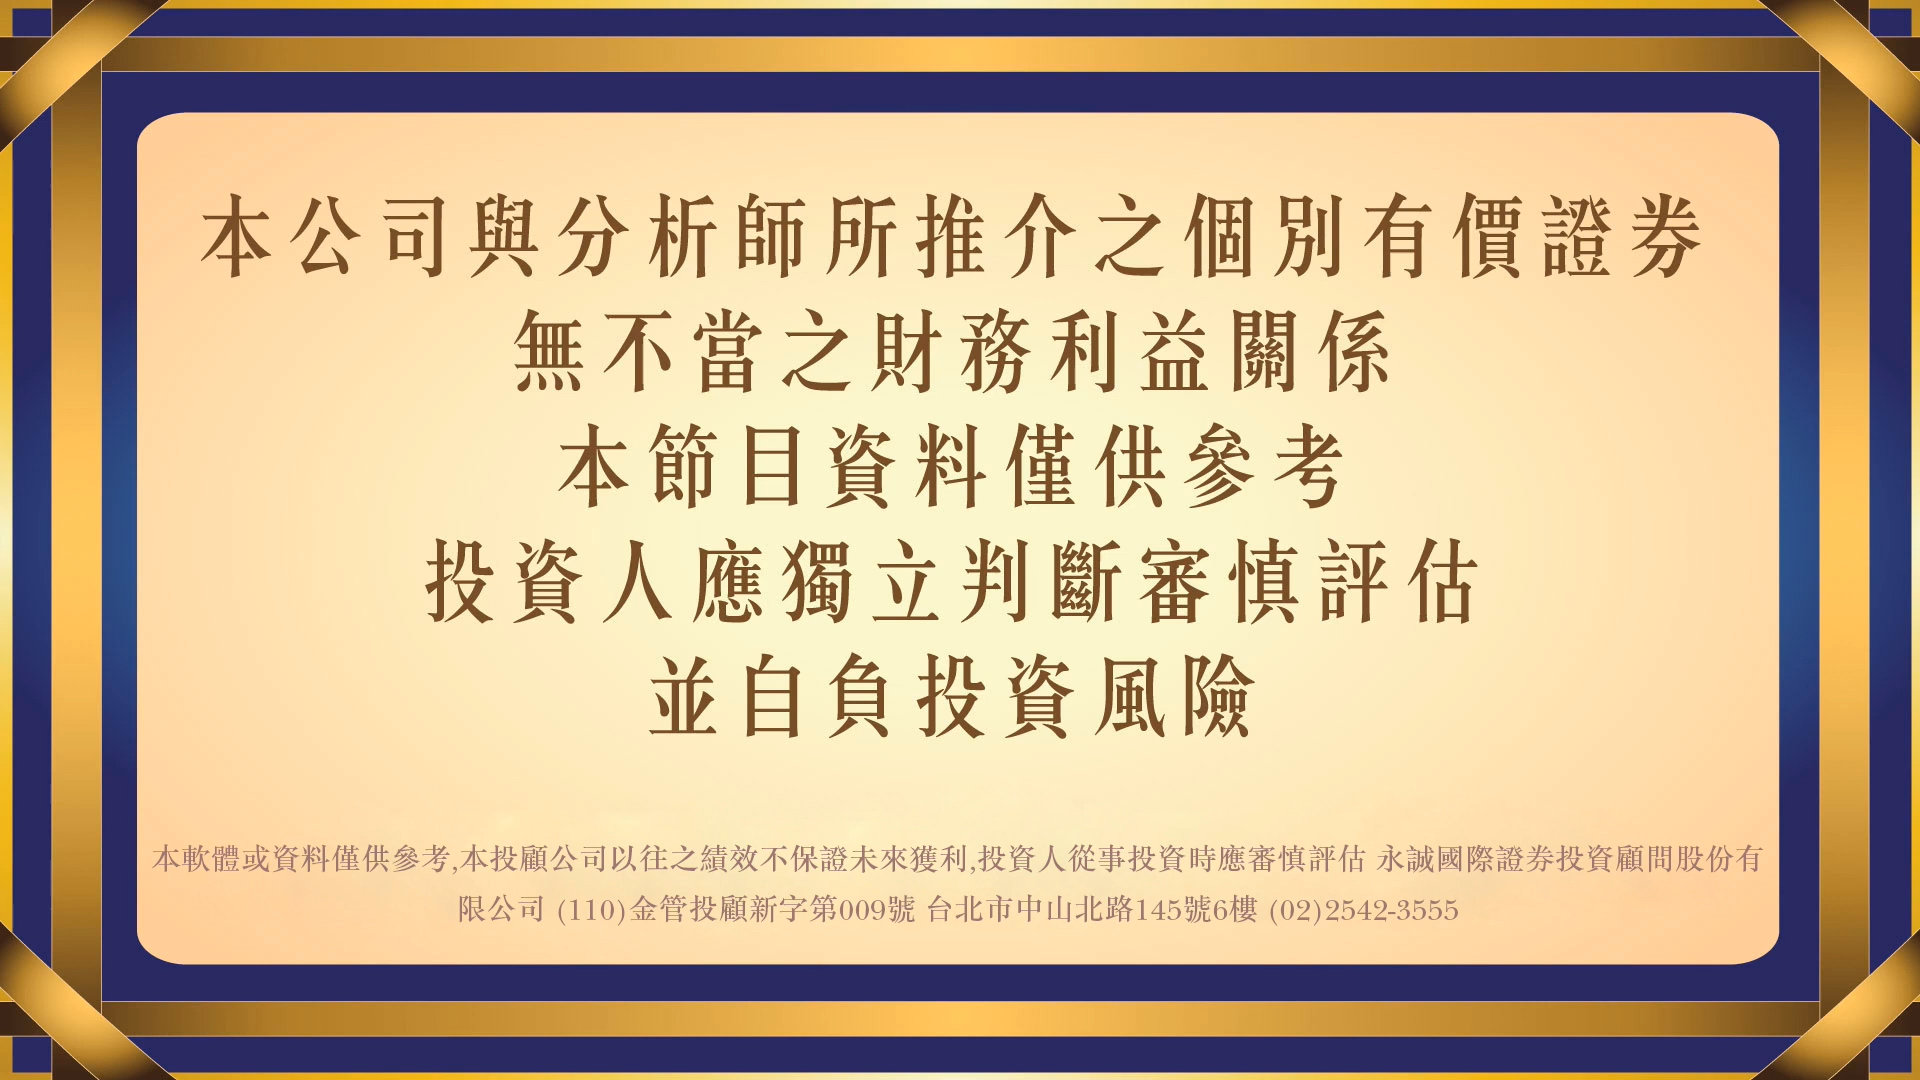 本公司與分析師所推介之個別有價證券
無不當之財務利益關係
本節目資料僅供參考
投資人應獨立判斷審慎評估
並自負投資風險
本軟體或資料僅供參考,本投顧公司以往之績效不保證未來獲利,投資人從事投資時應審慎評估 永誠國際證券投資顧問股份有
限公司 (110)金管投顧新字第009號 台北市中山北路145號6樓 (02)2542-3555